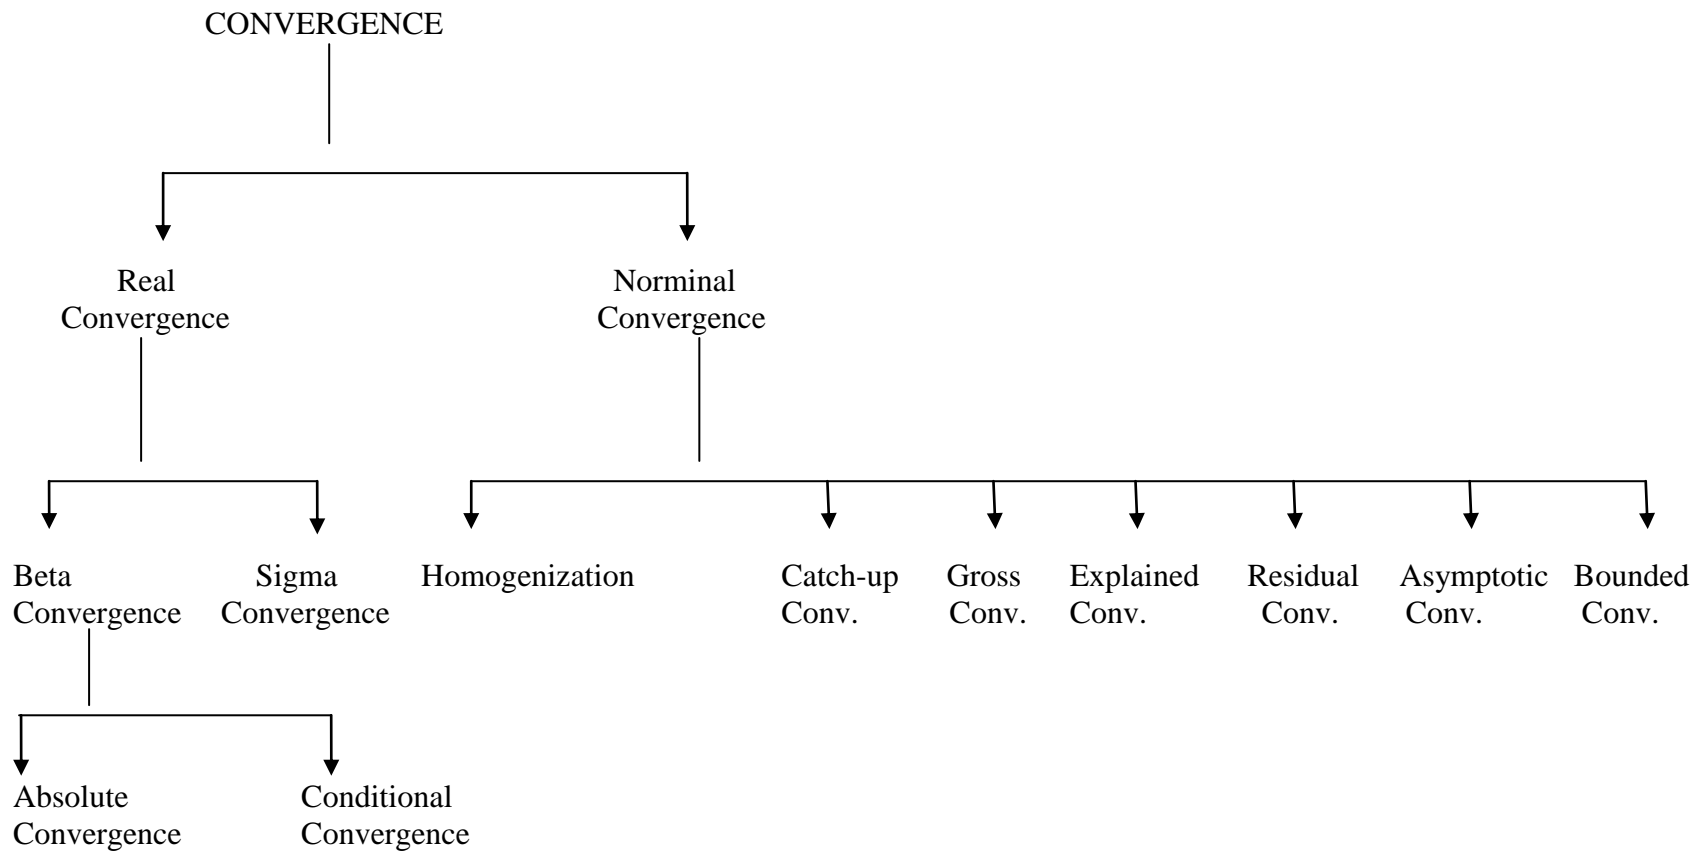 CONVERGENCE
Real
Convergence
Norminal
Convergence
Beta
Convergence
Sigma
Convergence
Homogenization
Catch-up
Conv.
Gross
Conv.
Explained
Conv.
Residual
Conv.
Asymptotic
Conv.
Bounded
Conv.
Absolute
Convergence
Conditional
Convergence